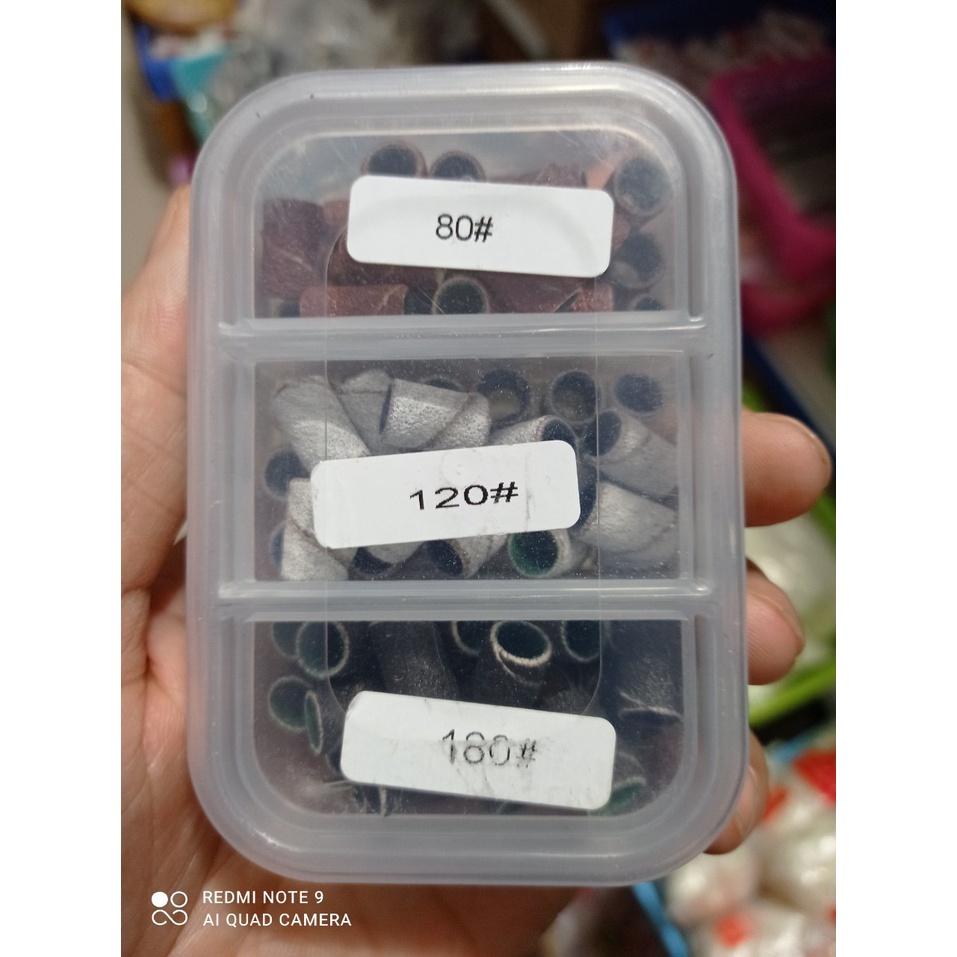 80#
120#
180#
REDMI NOTE 9
AI QUAD CAMERA